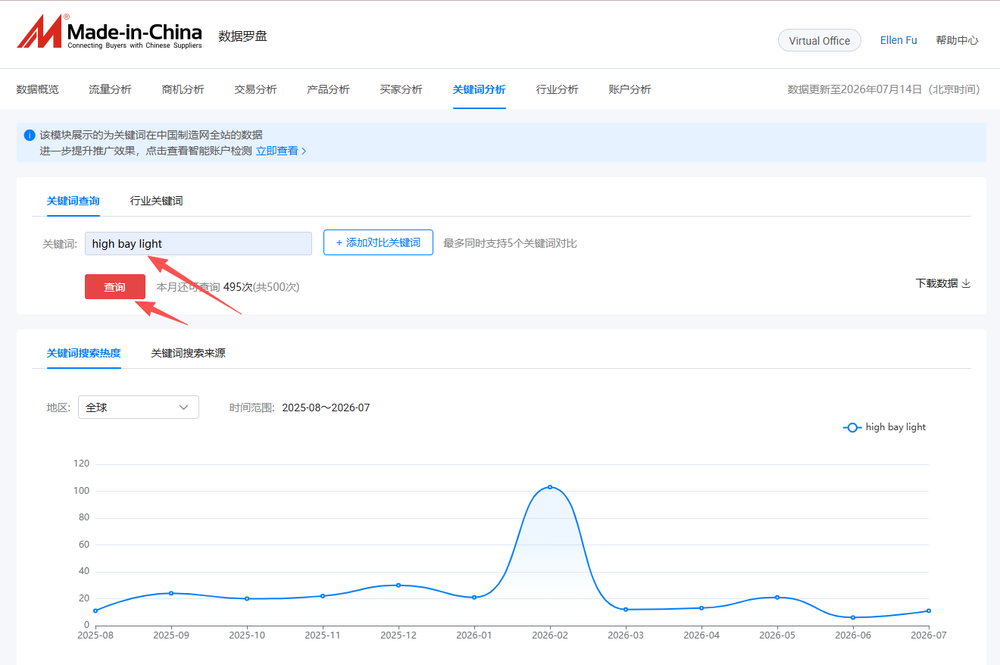 Made-in-China®
Connecting Buyers with Chinese Suppliers
数据罗盘
Virtual Office
Ellen Fu
帮助中心
数据概览
流量分析
商机分析
交易分析
产品分析
买家分析
关键词分析
行业分析
账户分析
数据更新至2026年07月14日（北京时间）
该模块展示的为关键词在中国制造网全站的数据
进一步提升推广效果，点击查看智能账户检测 立即查看
关键词查询
行业关键词
关键词:
high bay light
+ 添加对比关键词
最多同时支持5个关键词对比
查询
本月还可查询 495次(共500次)
下载数据
关键词搜索热度
关键词搜索来源
地区:
全球
时间范围: 2025-08～2026-07
high bay light
120
100
80
60
40
20
0
2025-08
2025-09
2025-10
2025-11
2025-12
2026-01
2026-02
2026-03
2026-04
2026-05
2026-06
2026-07